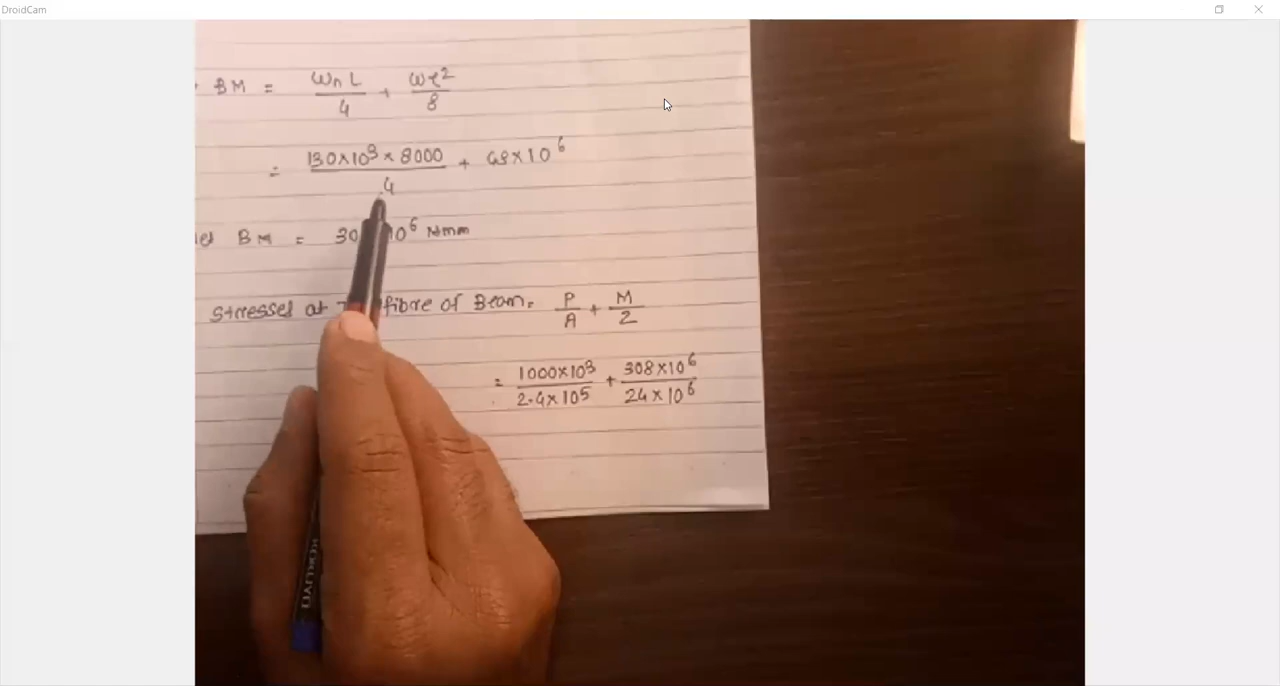 DroidCam
BM = WnL/4 + Wl²/8
= 130×10³×8000/4 + 48×10⁶
BM = 30 10⁶ Nmm
Stresses at fibre of Beam = P/A + M/Z
= 1000×10³/2.4×10⁵ + 308×10⁶/24×10⁶